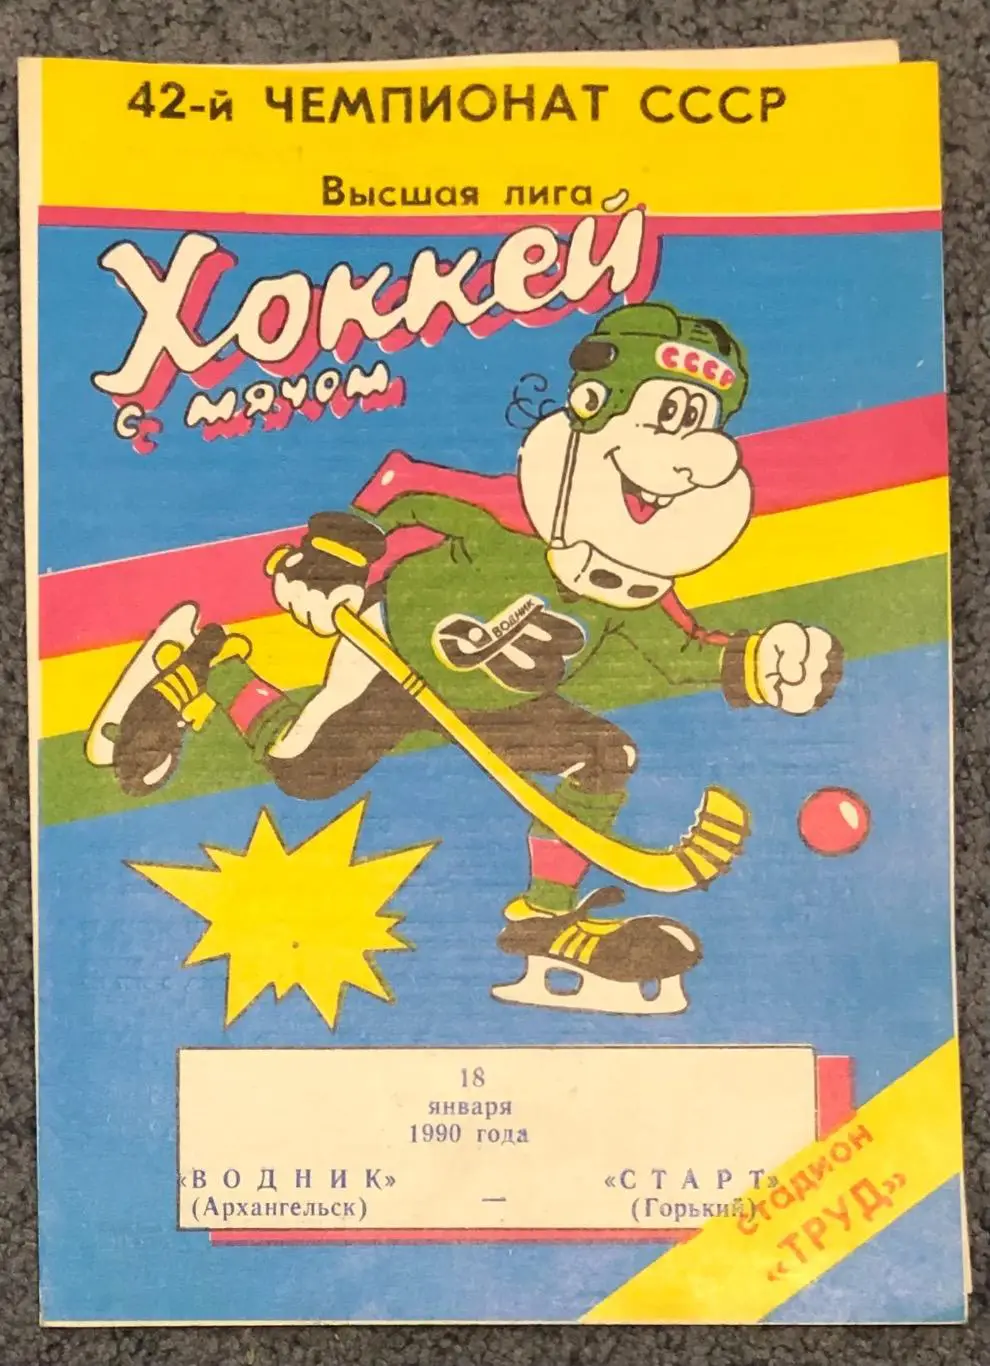 42-й ЧЕМПИОНАТ СССР
Высшая лига
Хоккей
с мячом
СССР
ВОДНИК
18
января
1990 года
«ВОДНИК» — «СТАРТ»
(Архангельск) (Горький)
стадион
«ТРУД»